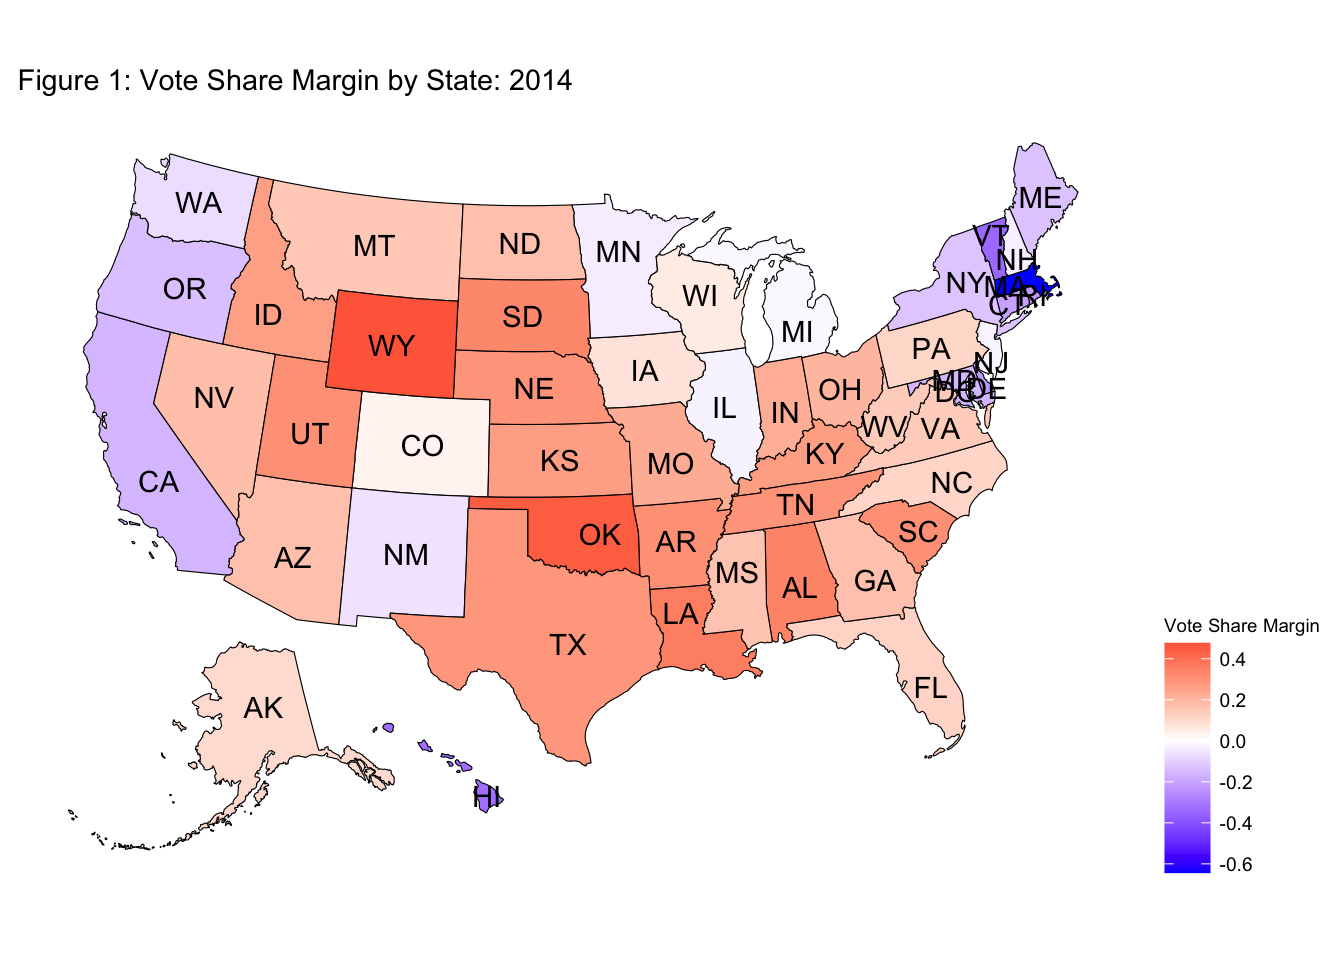 Figure 1: Vote Share Margin by State: 2014
ME
WA
VT
MT
ND
MN
NH
OR
NY
MA
WI
RI
CT
ID
SD
MI
WY
PA
NJ
IA
MD
NE
OH
DE
DC
NV
IL
IN
UT
CO
WV
VA
KY
KS
MO
CA
NC
TN
OK
SC
AR
AZ
NM
MS
GA
AL
LA
TX
FL
AK
HI
Vote Share Margin
0.4
0.2
0.0
-0.2
-0.4
-0.6